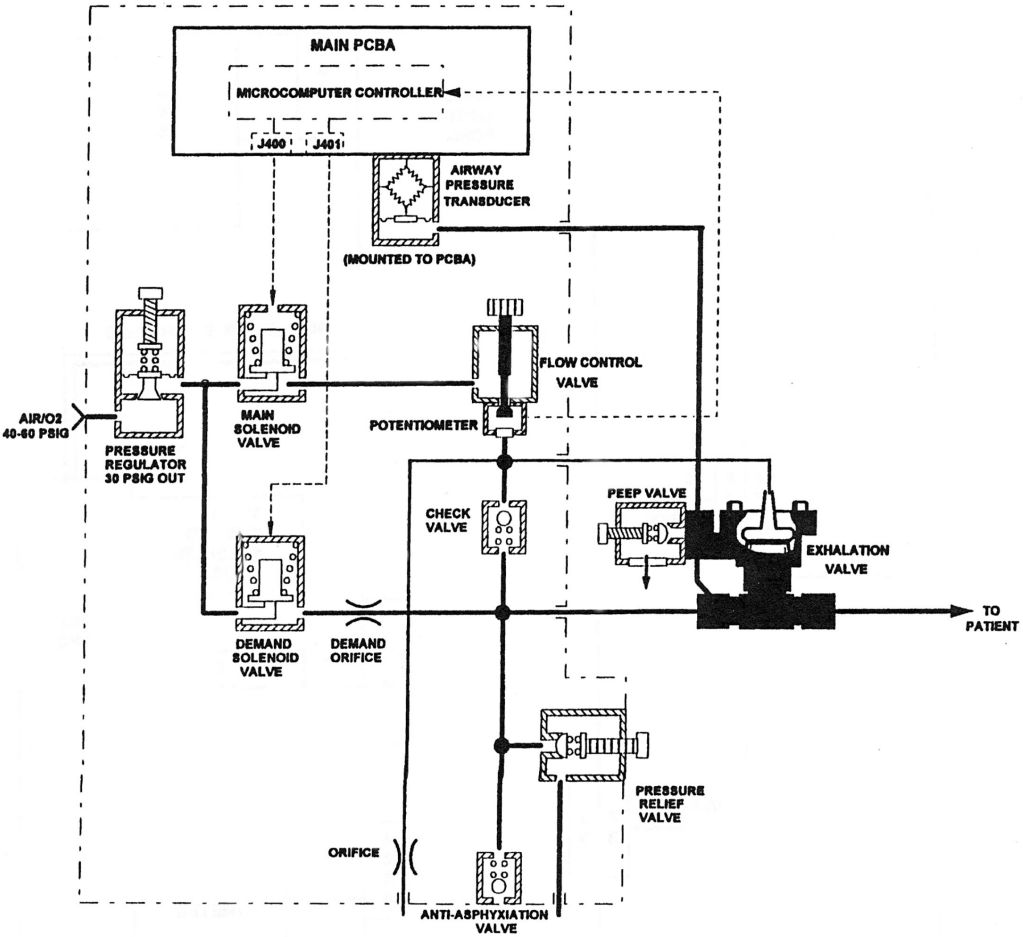 MAIN PCBA
MICROCOMPUTER CONTROLLER
J400
J401
AIRWAY
PRESSURE
TRANSDUCER
(MOUNTED TO PCBA)
FLOW CONTROL
VALVE
AIR/O2
40-60 PSIG
PRESSURE
REGULATOR
30 PSIG OUT
MAIN
SOLENOID
VALVE
POTENTIOMETER
CHECK
VALVE
PEEP VALVE
EXHALATION
VALVE
TO
PATIENT
DEMAND
SOLENOID
VALVE
DEMAND
ORIFICE
PRESSURE
RELIEF
VALVE
ORIFICE
ANTI-ASPHYXIATION
VALVE